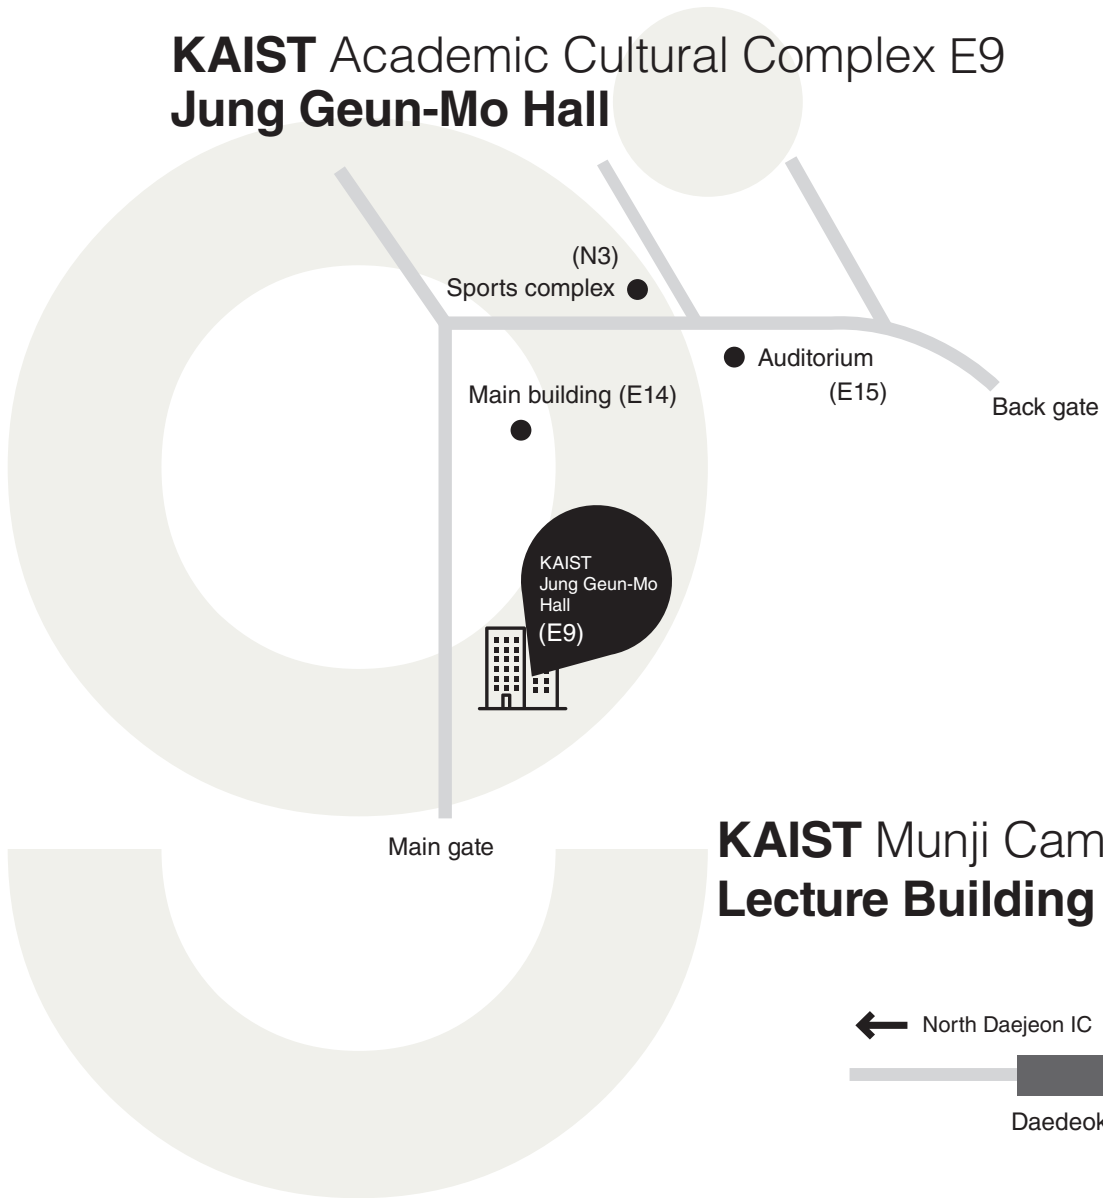 KAIST Academic Cultural Complex E9
Jung Geun-Mo Hall
(N3)
Sports complex
Auditorium
(E15)
Main building (E14)
Back gate
KAIST
Jung Geun-Mo
Hall
(E9)
Main gate
KAIST Munji Cam
Lecture Building
North Daejeon IC
Daedeok